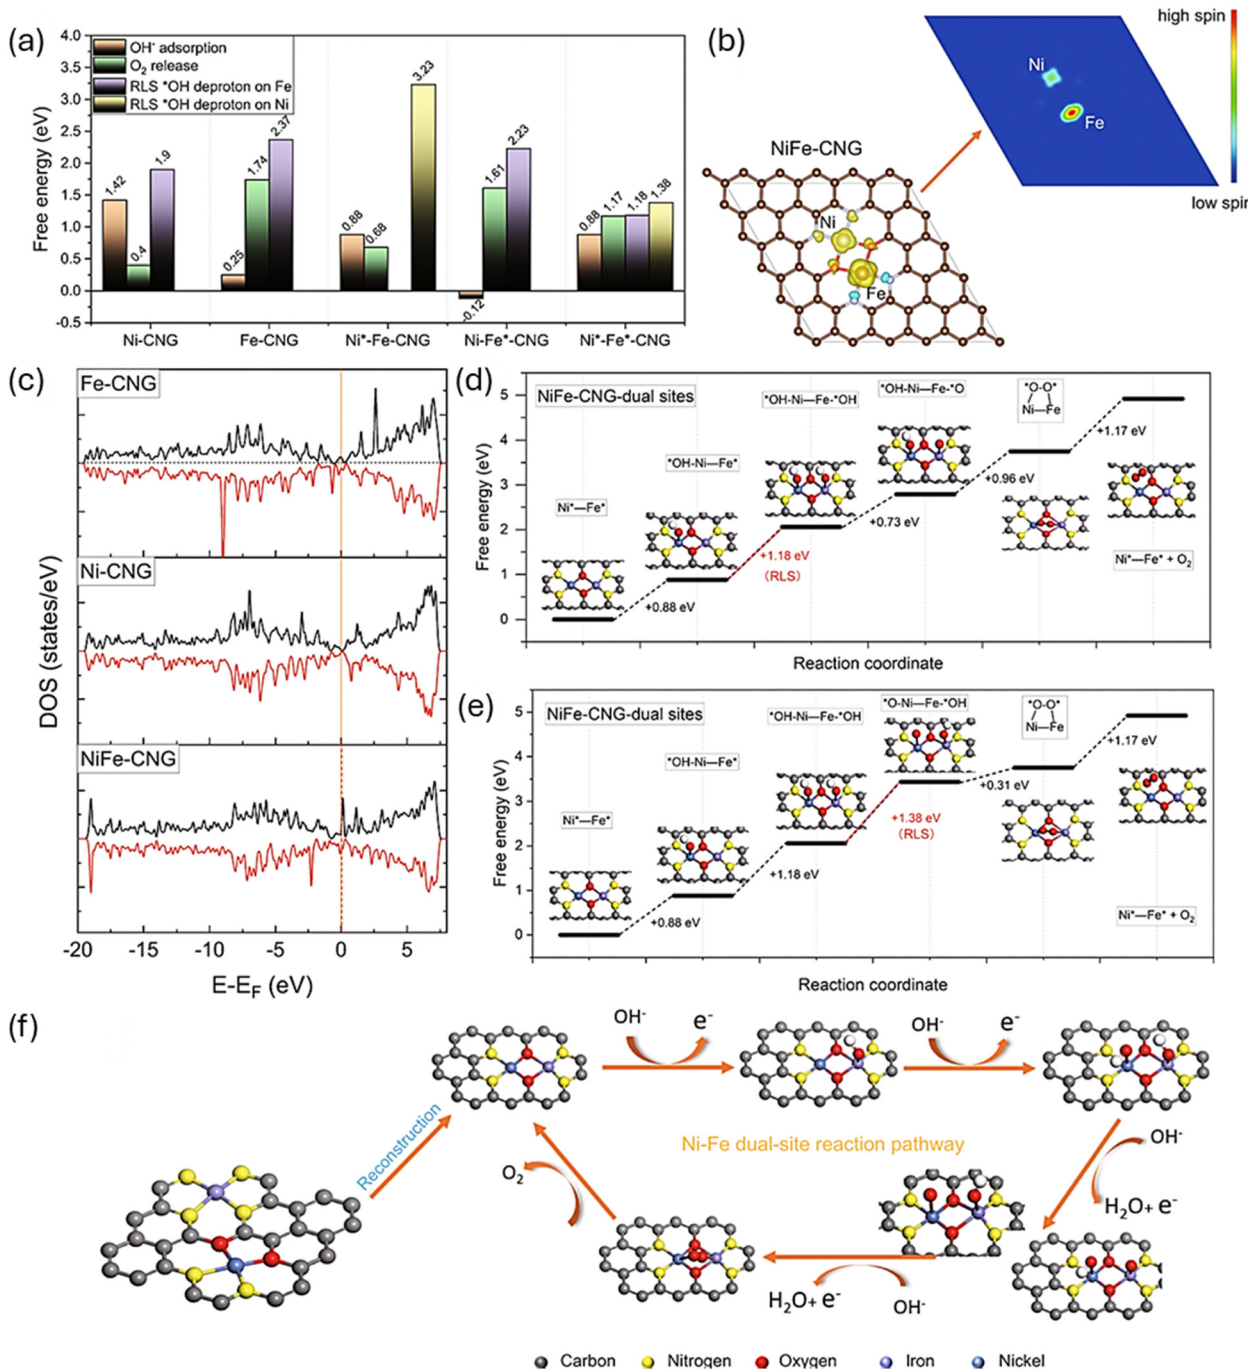 (a)
4.0
3.5
3.0
2.5
2.0
1.5
1.0
0.5
0.0
-0.5
Free energy (eV)
OH⁻ adsorption
O₂ release
RLS *OH deproton on Fe
RLS *OH deproton on Ni
1.42
0.4
1.9
0.25
1.74
2.37
0.88
0.68
3.23
-0.12
1.61
2.23
0.88
1.17
1.18
1.38
Ni-CNG
Fe-CNG
Ni*-Fe-CNG
Ni-Fe*-CNG
Ni*-Fe*-CNG
(b)
high spin
low spin
Ni
Fe
NiFe-CNG
Ni
Fe
(c)
Fe-CNG
Ni-CNG
NiFe-CNG
DOS (states/eV)
-20 -15 -10 -5 0 5
E-E_F (eV)
(d)
NiFe-CNG-dual sites
5
4
3
2
1
0
Free energy (eV)
Ni*—Fe*
*OH-Ni—Fe*
*OH-Ni—Fe-*OH
*OH-Ni—Fe-*O
*O-O*
Ni—Fe
Ni*—Fe* + O₂
+0.88 eV
+1.18 eV
(RLS)
+0.73 eV
+0.96 eV
+1.17 eV
Reaction coordinate
(e)
NiFe-CNG-dual sites
5
4
3
2
1
0
Free energy (eV)
Ni*—Fe*
*OH-Ni—Fe*
*OH-Ni—Fe-*OH
*O-Ni—Fe-*OH
*O-O*
Ni—Fe
Ni*—Fe* + O₂
+0.88 eV
+1.18 eV
+1.38 eV
(RLS)
+0.31 eV
+1.17 eV
Reaction coordinate
(f)
Reconstruction
OH⁻
e⁻
OH⁻
e⁻
Ni-Fe dual-site reaction pathway
OH⁻
H₂O+ e⁻
O₂
H₂O+ e⁻
OH⁻
Carbon Nitrogen Oxygen Iron Nickel